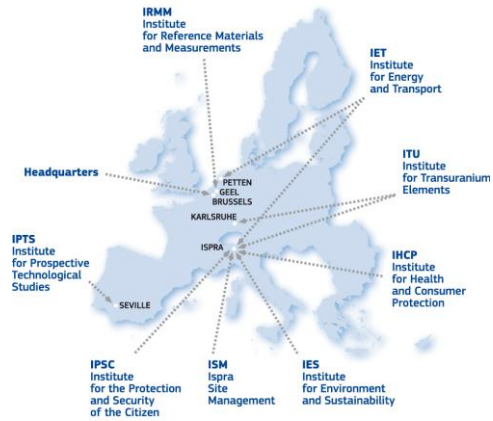 IRMM
Institute
for Reference Materials
and Measurements
IET
Institute
for Energy
and Transport
ITU
Institute
for Transuranium
Elements
Headquarters
PETTEN
GEEL
BRUSSELS
KARLSRUHE
IPTS
Institute
for Prospective
Technological
Studies
ISPRA
IHCP
Institute
for Health
and Consumer
Protection
SEVILLE
IPSC
Institute
for the Protection
and Security
of the Citizen
ISM
Ispra
Site
Management
IES
Institute
for Environment
and Sustainability